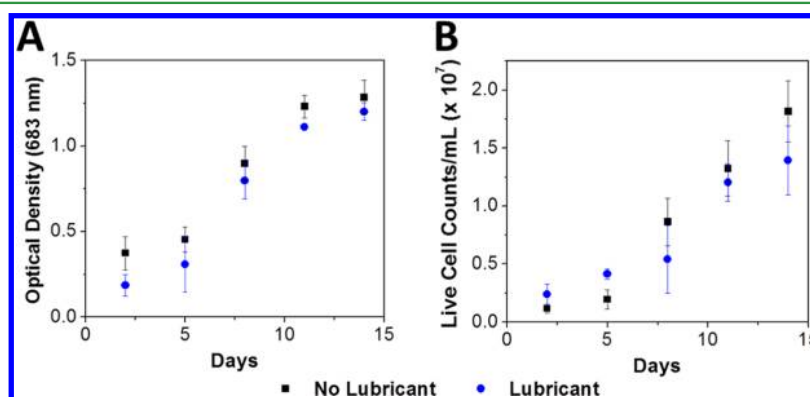 A
Optical Density (683 nm)
1.5
1.0
0.5
0.0
0
5
10
15
Days
B
Live Cell Counts/mL (x 10⁷)
2.0
1.5
1.0
0.5
0.0
0
5
10
15
Days
No Lubricant
Lubricant